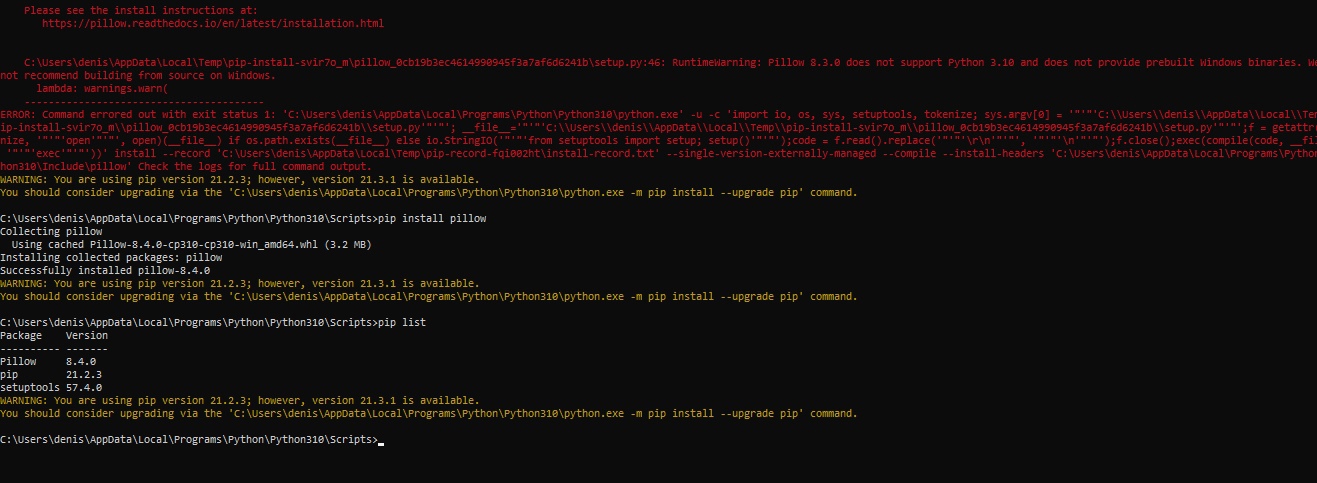 Please see the install instructions at:
https://pillow.readthedocs.io/en/latest/installation.html
C:\Users\denis\AppData\Local\Temp\pip-install-svir7o_m\pillow_0cb19b3ec4614990945f3a7af6d6241b\setup.py:46: RuntimeWarning: Pillow 8.3.0 does not support Python 3.10 and does not provide prebuilt Windows binaries. We
not recommend building from source on Windows.
lambda: warnings.warn(
----------------------------------------
ERROR: Command errored out with exit status 1: 'C:\Users\denis\AppData\Local\Programs\Python\Python310\python.exe' -u -c 'import io, os, sys, setuptools, tokenize; sys.argv[0] = '"'"'C:\\Users\\denis\\AppData\\Local\\Te
ip-install-svir7o_m\\pillow_0cb19b3ec4614990945f3a7af6d6241b\\setup.py'"'"'; __file__='"'"'C:\\Users\\denis\\AppData\\Local\\Temp\\pip-install-svir7o_m\\pillow_0cb19b3ec4614990945f3a7af6d6241b\\setup.py'"'"';f = getattr(
nize, '"'"'open'"'"', open)(__file__) if os.path.exists(__file__) else io.StringIO('"'"'from setuptools import setup; setup()'"'"');code = f.read().replace('"'"'\r\n'"'"', '"'"'\n'"'"');f.close();exec(compile(code, __fil
'"'"'exec'"'"'))' install --record 'C:\Users\denis\AppData\Local\Temp\pip-record-fqi002ht\install-record.txt' --single-version-externally-managed --compile --install-headers 'C:\Users\denis\AppData\Local\Programs\Python
hon310\Include\pillow' Check the logs for full command output.
WARNING: You are using pip version 21.2.3; however, version 21.3.1 is available.
You should consider upgrading via the 'C:\Users\denis\AppData\Local\Programs\Python\Python310\python.exe -m pip install --upgrade pip' command.
C:\Users\denis\AppData\Local\Programs\Python\Python310\Scripts>pip install pillow
Collecting pillow
Using cached Pillow-8.4.0-cp310-cp310-win_amd64.whl (3.2 MB)
Installing collected packages: pillow
Successfully installed pillow-8.4.0
WARNING: You are using pip version 21.2.3; however, version 21.3.1 is available.
You should consider upgrading via the 'C:\Users\denis\AppData\Local\Programs\Python\Python310\python.exe -m pip install --upgrade pip' command.
C:\Users\denis\AppData\Local\Programs\Python\Python310\Scripts>pip list
Package    Version
---------- -------
Pillow     8.4.0
pip        21.2.3
setuptools 57.4.0
WARNING: You are using pip version 21.2.3; however, version 21.3.1 is available.
You should consider upgrading via the 'C:\Users\denis\AppData\Local\Programs\Python\Python310\python.exe -m pip install --upgrade pip' command.
C:\Users\denis\AppData\Local\Programs\Python\Python310\Scripts>